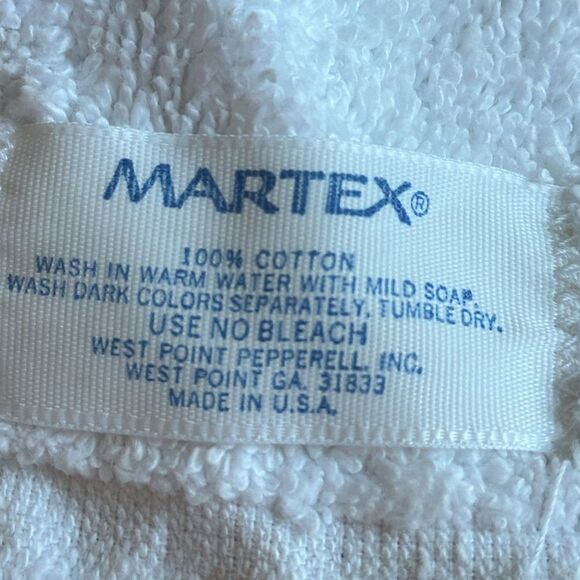 MARTEX®
100% COTTON
WASH IN WARM WATER WITH MILD SOAP.
WASH DARK COLORS SEPARATELY. TUMBLE DRY.
USE NO BLEACH
WEST POINT PEPPERELL, INC.
WEST POINT GA. 31833
MADE IN U.S.A.